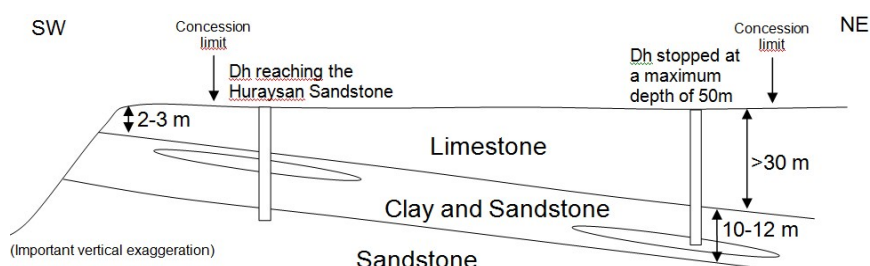 SW
Concession
limit
Dh reaching the
Huraysan Sandstone
Dh stopped at
a maximum
depth of 50m
Concession
limit
NE
2-3 m
Limestone
>30 m
Clay and Sandstone
10-12 m
(Important vertical exaggeration)
Sandstone